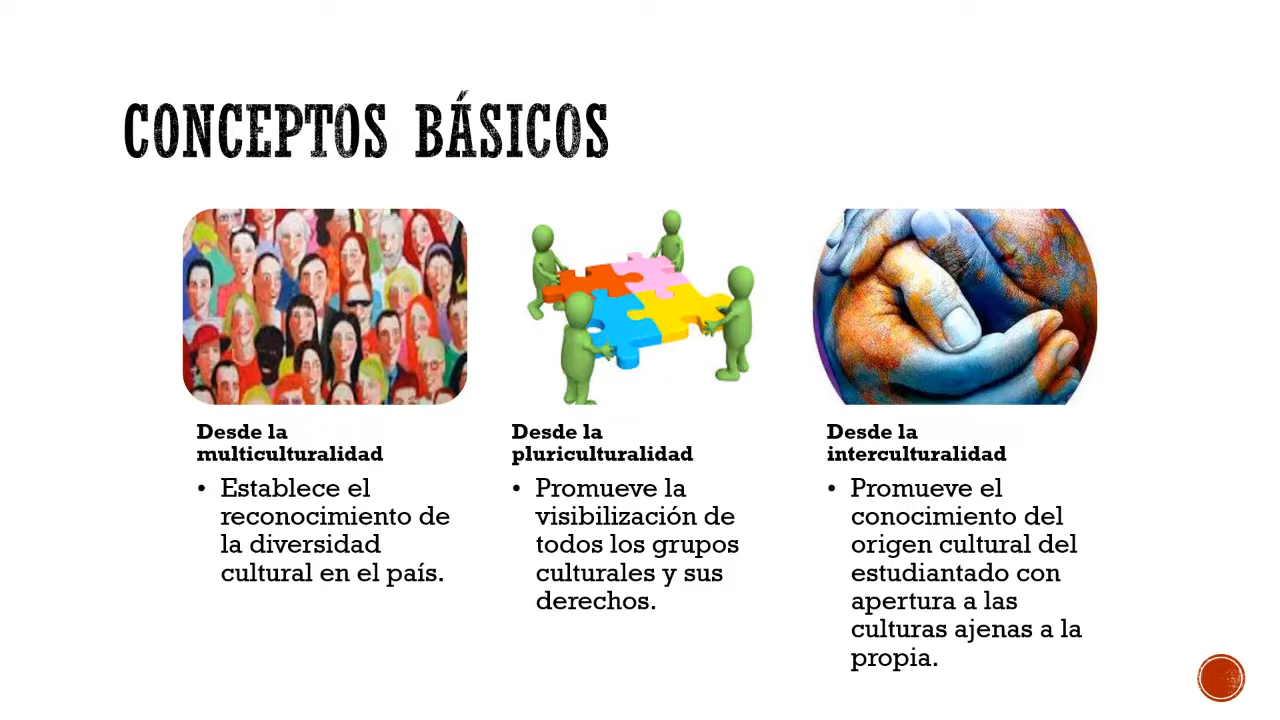 CONCEPTOS BÁSICOS
Desde la
multiculturalidad
• Establece el
reconocimiento de
la diversidad
cultural en el país.
Desde la
pluriculturalidad
• Promueve la
visibilización de
todos los grupos
culturales y sus
derechos.
Desde la
interculturalidad
• Promueve el
conocimiento del
origen cultural del
estudiantado con
apertura a las
culturas ajenas a la
propia.